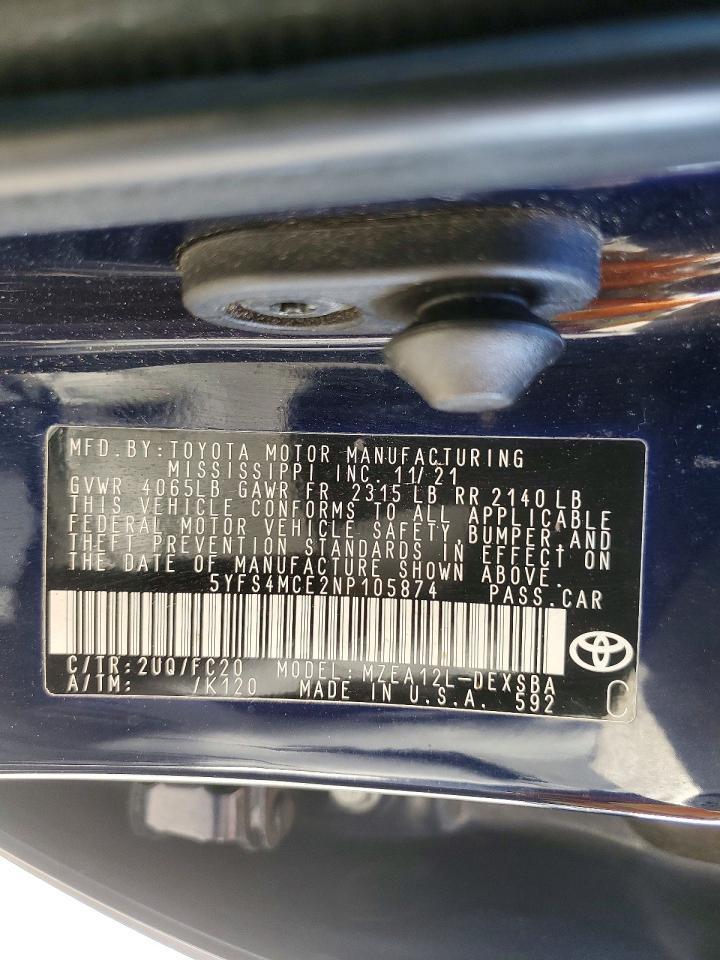 MFD.BY:TOYOTA MOTOR MANUFACTURING
MISSISSIPPI INC. 11/21
GVWR 4065LB GAWR FR 2315 LB RR 2140 LB
THIS VEHICLE CONFORMS TO ALL APPLICABLE
FEDERAL MOTOR VEHICLE SAFETY, BUMPER, AND
THEFT PREVENTION STANDARDS IN EFFECT ON
THE DATE OF MANUFACTURE SHOWN ABOVE.
5YFS4MCE2NP105874 PASS.CAR
C/TR:2UQ/FC20 MODEL:MZEA12L-DEXSBA
A/TM: /K120 MADE IN U.S.A. 592
C